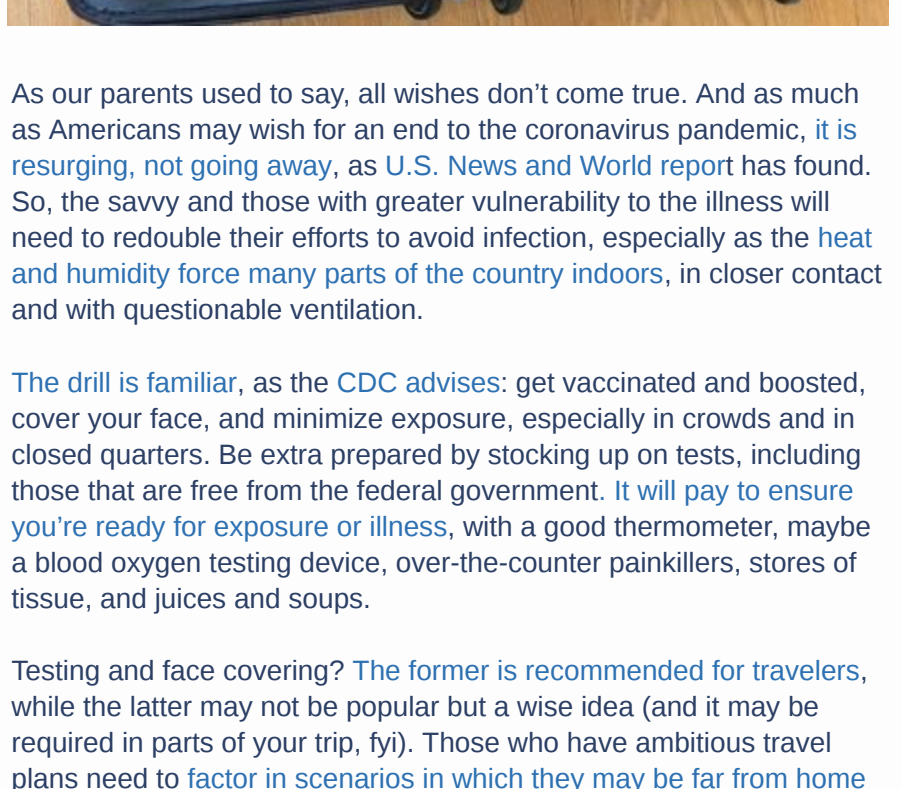 As our parents used to say, all wishes don’t come true. And as much
as Americans may wish for an end to the coronavirus pandemic, it is
resurging, not going away, as U.S. News and World report has found.
So, the savvy and those with greater vulnerability to the illness will
need to redouble their efforts to avoid infection, especially as the heat
and humidity force many parts of the country indoors, in closer contact
and with questionable ventilation.
The drill is familiar, as the CDC advises: get vaccinated and boosted,
cover your face, and minimize exposure, especially in crowds and in
closed quarters. Be extra prepared by stocking up on tests, including
those that are free from the federal government. It will pay to ensure
you’re ready for exposure or illness, with a good thermometer, maybe
a blood oxygen testing device, over-the-counter painkillers, stores of
tissue, and juices and soups.
Testing and face covering? The former is recommended for travelers,
while the latter may not be popular but a wise idea (and it may be
required in parts of your trip, fyi). Those who have ambitious travel
plans need to factor in scenarios in which they may be far from home